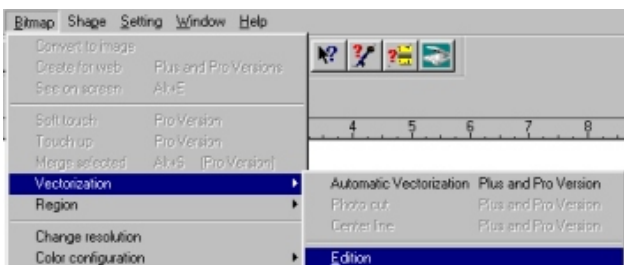 Bitmap Shape Setting Window Help
Convert to image
Create for web Plus and Pro Versions
See on screen Alt+E
Soft touch Pro Version
Touch up Pro Version
Merge selected Alt+S (Pro Version)
4 5 6 7 8
Vectorization Automatic Vectorization Plus and Pro Version
Region Photo cut Plus and Pro Version
Center line Plus and Pro Version
Change resolution
Color configuration Edition